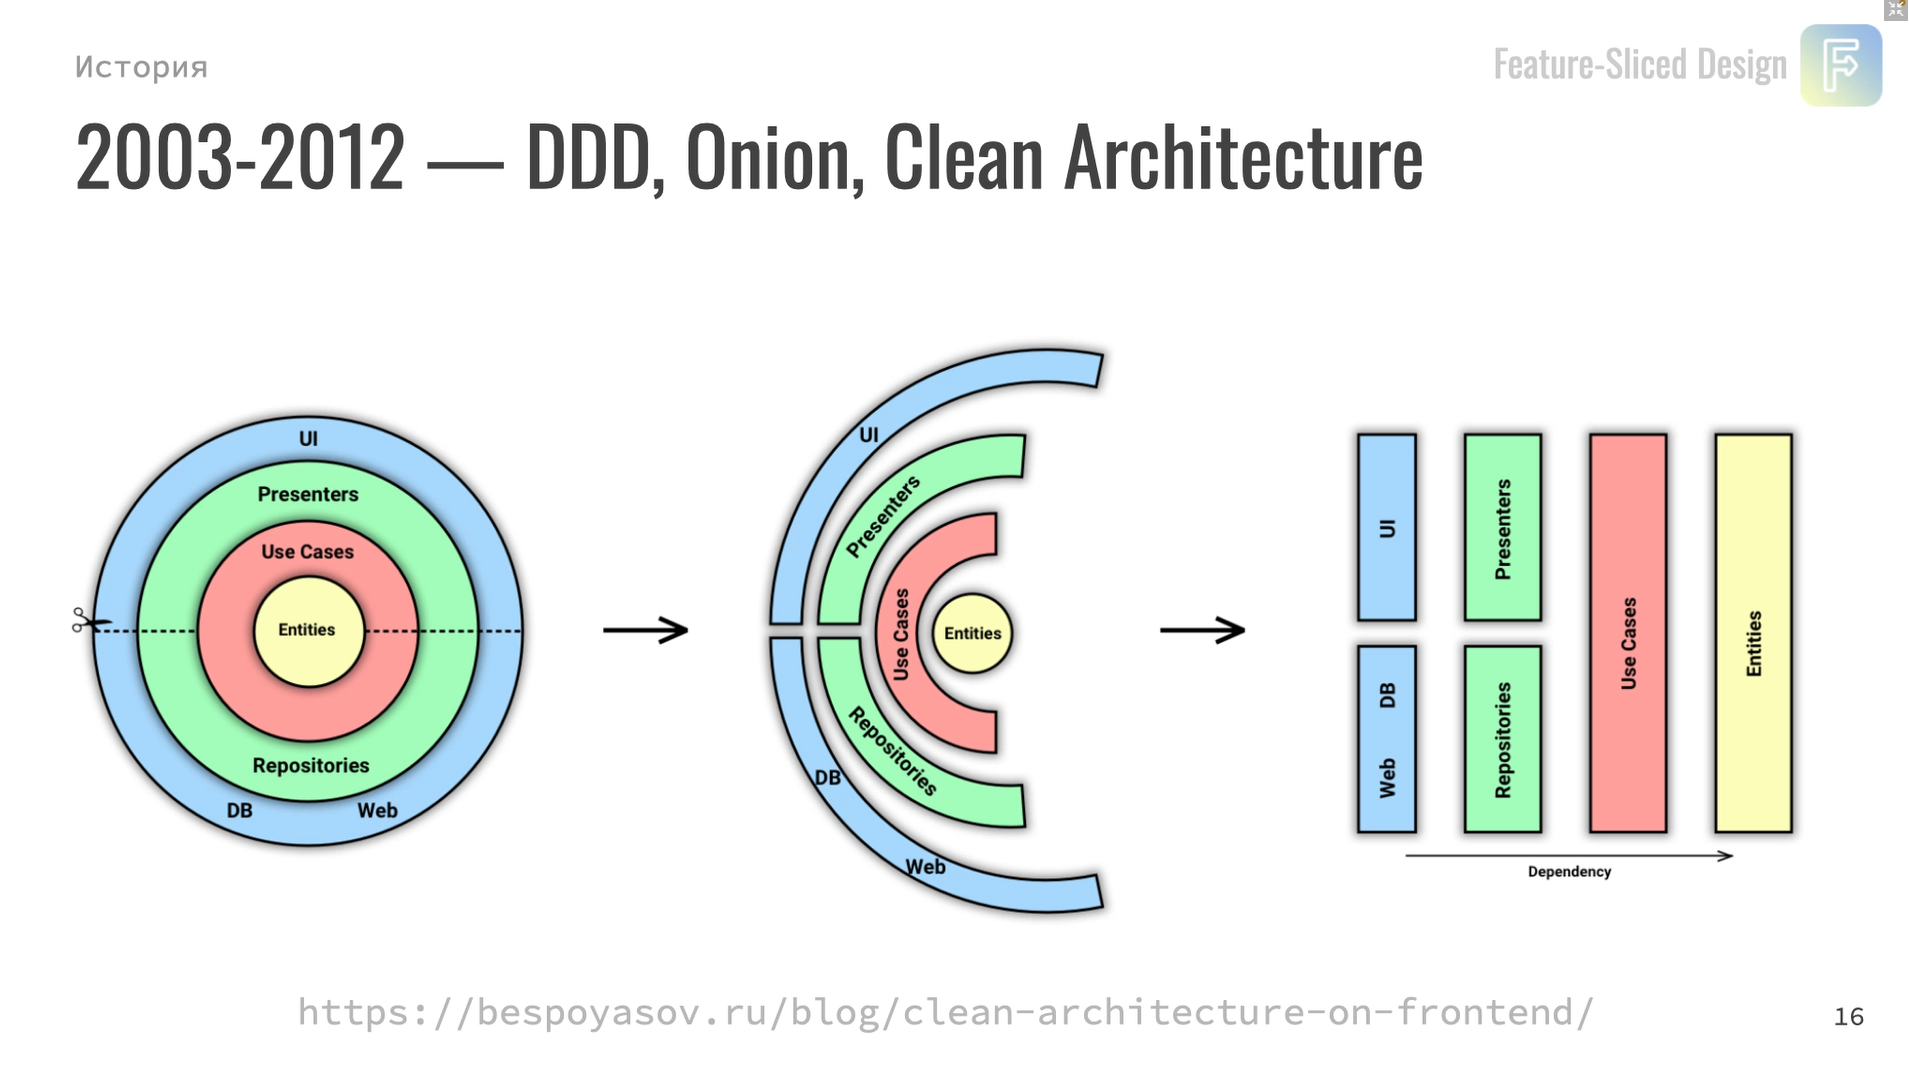 История
Feature-Sliced Design
2003-2012 — DDD, Onion, Clean Architecture
UI
Presenters
Use Cases
Entities
Repositories
DB
Web
UI
Presenters
Use Cases
Entities
Repositories
DB
Web
UI
Presenters
DB
Web
Repositories
Use Cases
Entities
Dependency
https://bespoyasov.ru/blog/clean-architecture-on-frontend/
16